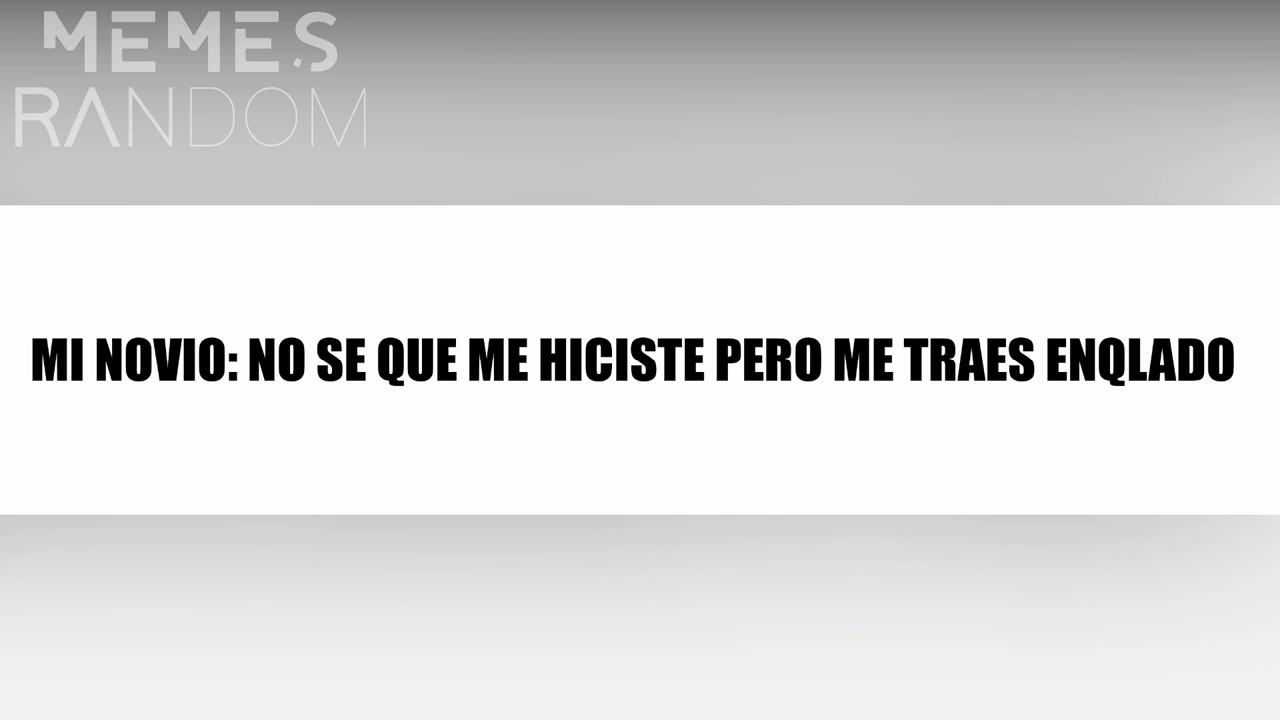 MEMES
RANDOM
MI NOVIO: NO SE QUE ME HICISTE PERO ME TRAES ENQLADO